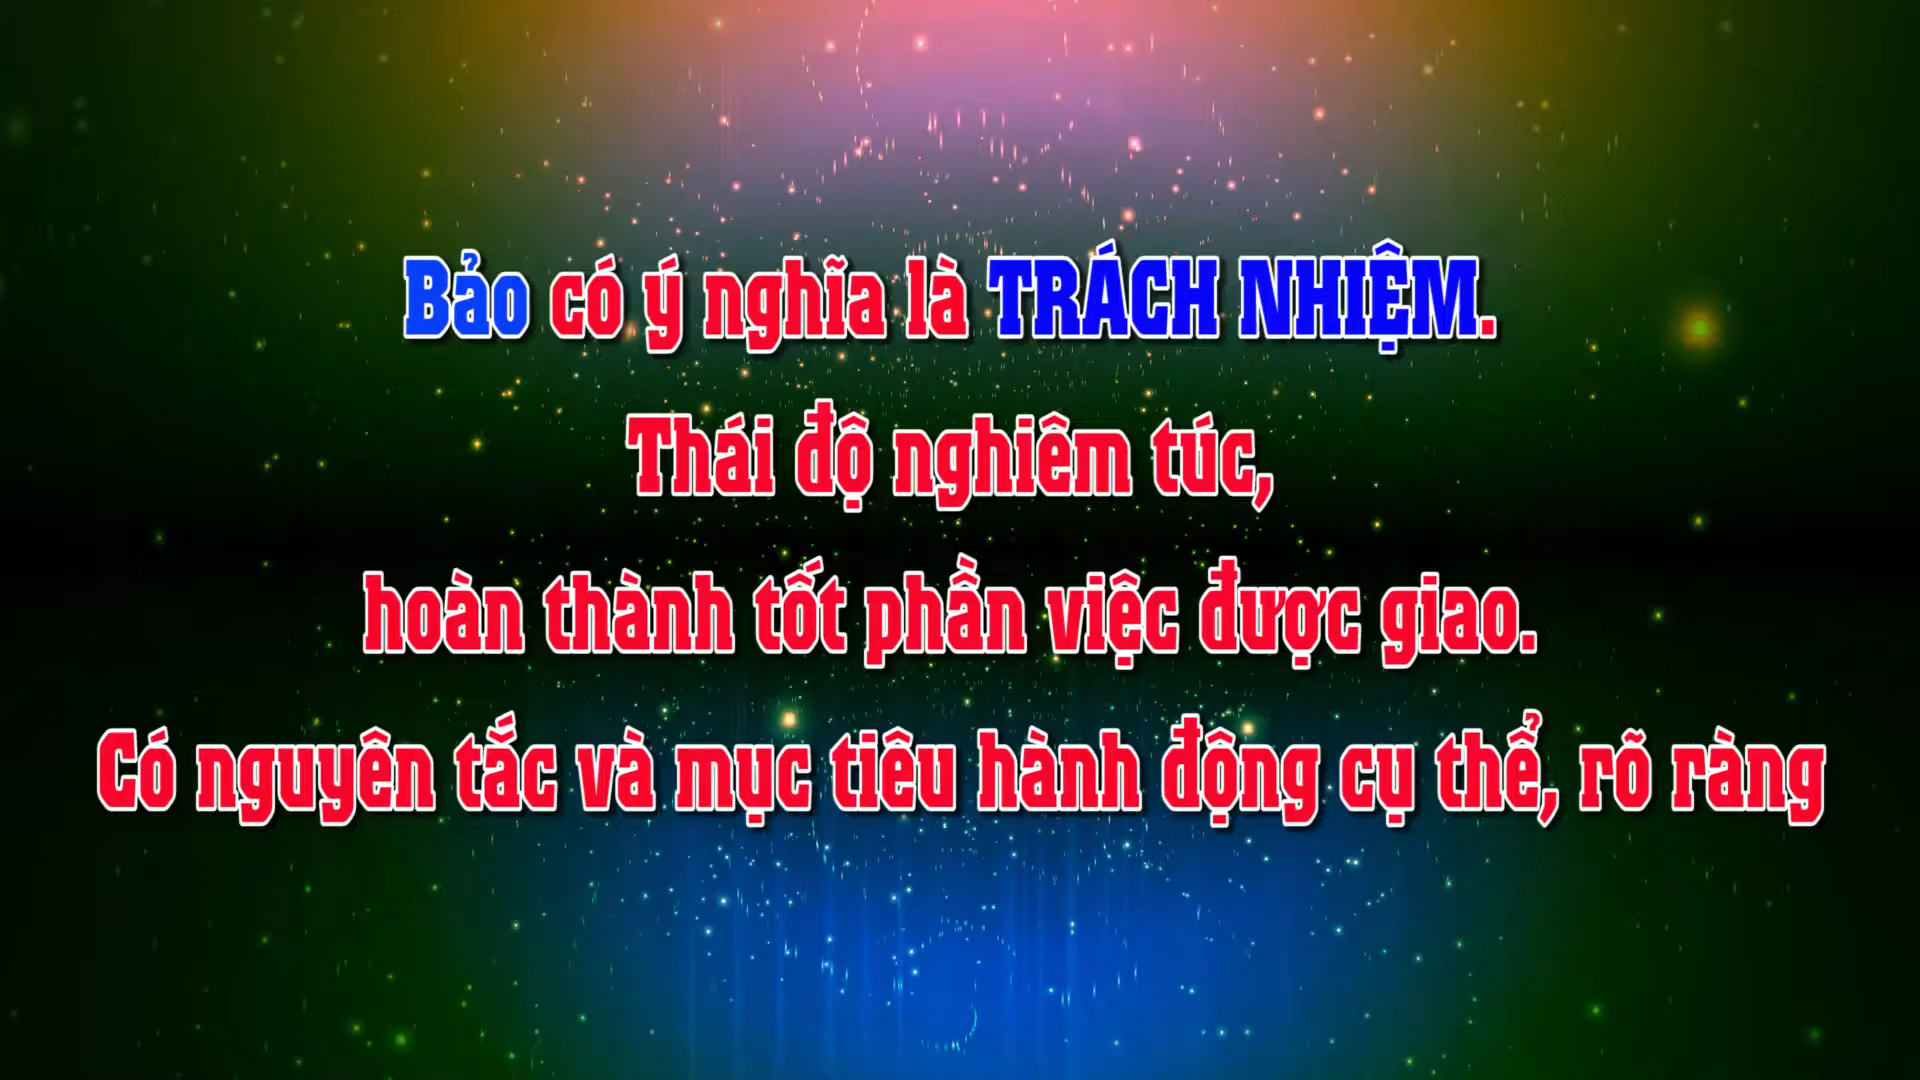 Bảo có ý nghĩa là TRÁCH NHIỆM.
Thái độ nghiêm túc,
hoàn thành tốt phần việc được giao.
Có nguyên tắc và mục tiêu hành động cụ thể, rõ ràng